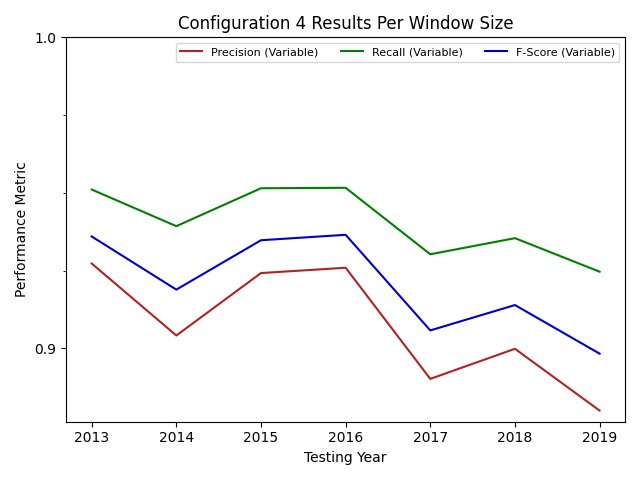 Configuration 4 Results Per Window Size
1.0
Precision (Variable) Recall (Variable) F-Score (Variable)
Performance Metric
0.9
2013 2014 2015 2016 2017 2018 2019
Testing Year